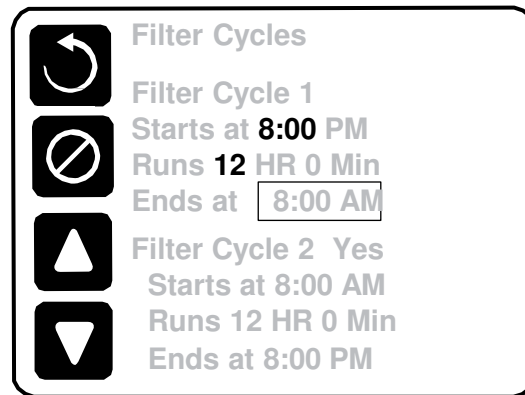 Filter Cycles
Filter Cycle 1
Starts at 8:00 PM
Runs 12 HR 0 Min
Ends at 8:00 AM
Filter Cycle 2 Yes
Starts at 8:00 AM
Runs 12 HR 0 Min
Ends at 8:00 PM